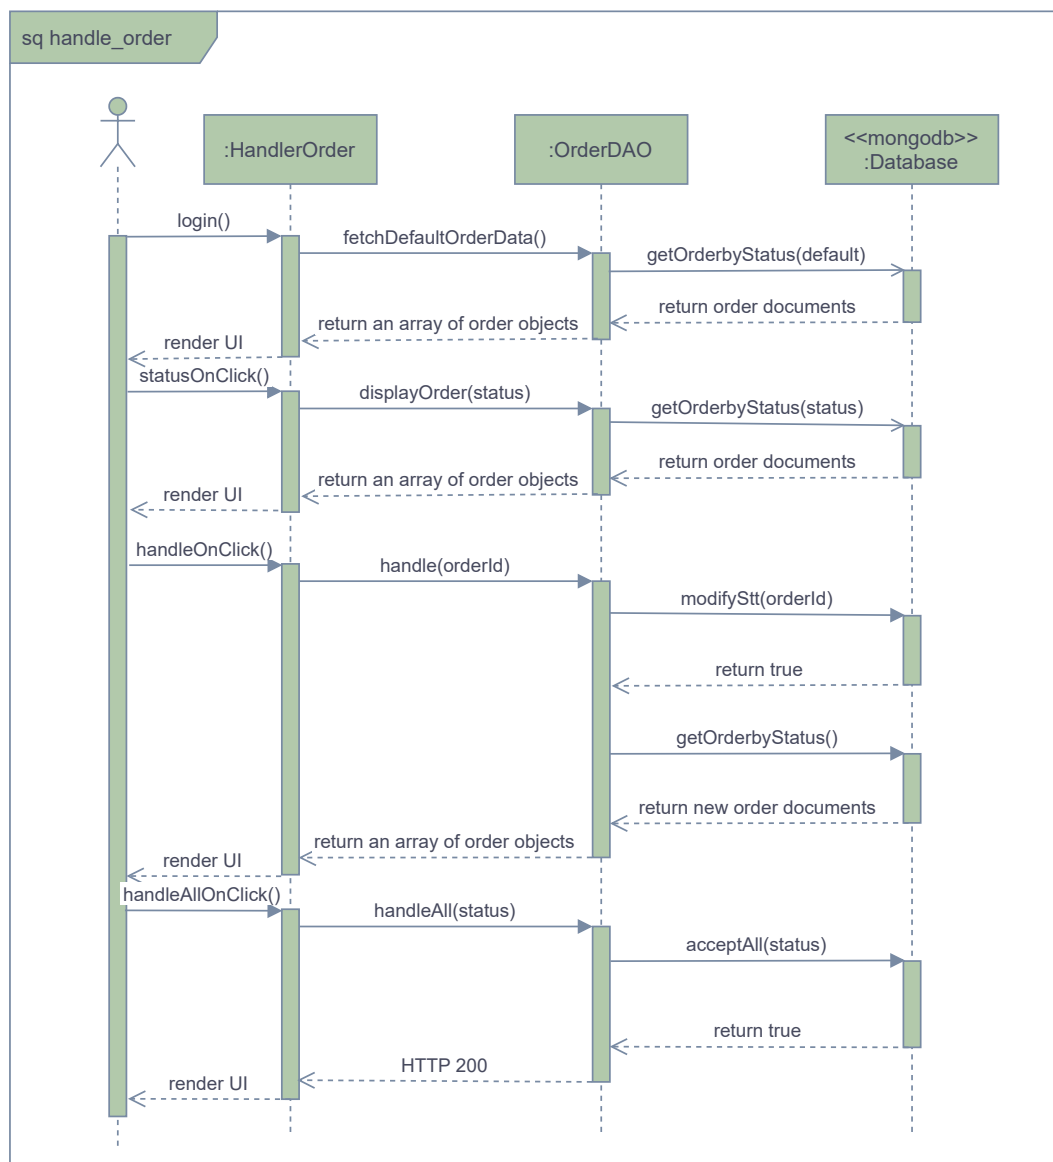 sq handle_order
:HandlerOrder
:OrderDAO
<<mongodb>>
:Database
login()
fetchDefaultOrderData()
getOrderbyStatus(default)
return order documents
return an array of order objects
render UI
statusOnClick()
displayOrder(status)
getOrderbyStatus(status)
return order documents
return an array of order objects
render UI
handleOnClick()
handle(orderId)
modifyStt(orderId)
return true
getOrderbyStatus()
return new order documents
return an array of order objects
render UI
handleAllOnClick()
handleAll(status)
acceptAll(status)
return true
HTTP 200
render UI